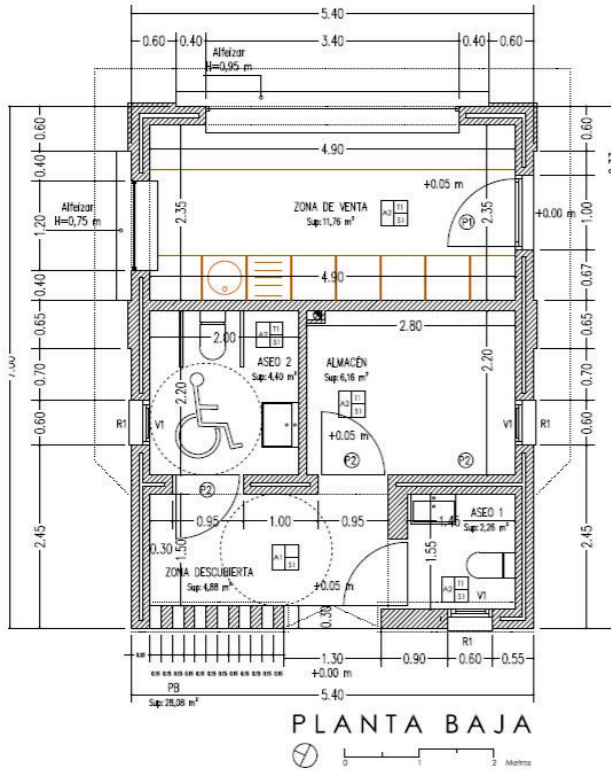 5.40
0.60 0.40 3.40 0.40 0.60
Alfeizar
H=0,95 m
0.60
0.40
1.20
0.40
0.65
0.70
0.60
2.45
7.00
Alfeizar
H=0,75 m
4.90
+0.05 m
ZONA DE VENTA
Sup:11,76 m²
A2 T1 S1
2.35
2.35
P1
+0.00 m
4.90
0.60
1.00
0.67
0.65
0.70
0.60
2.45
2.00
A2 T1 S1
ASEO 2
Sup:4,40 m²
2.20
2.80
ALMACÉN
Sup:6,16 m²
A2 T1 S1
2.20
+0.05 m
P2
P2
R1 V1
V1 R1
P2
0.95 1.00 0.95
0.30
1.50
ZONA DESCUBIERTA
Sup:4,88 m²
A1 S1
+0.05 m
0.30
ASEO 1
1.45
Sup:2,26 m²
1.55
A2 T1 S1
V1
R1
1.30 0.90 0.60 0.55
+0.00 m
5.40
PB
Sup:28,08 m²
PLANTA BAJA
0 1 2 Metros